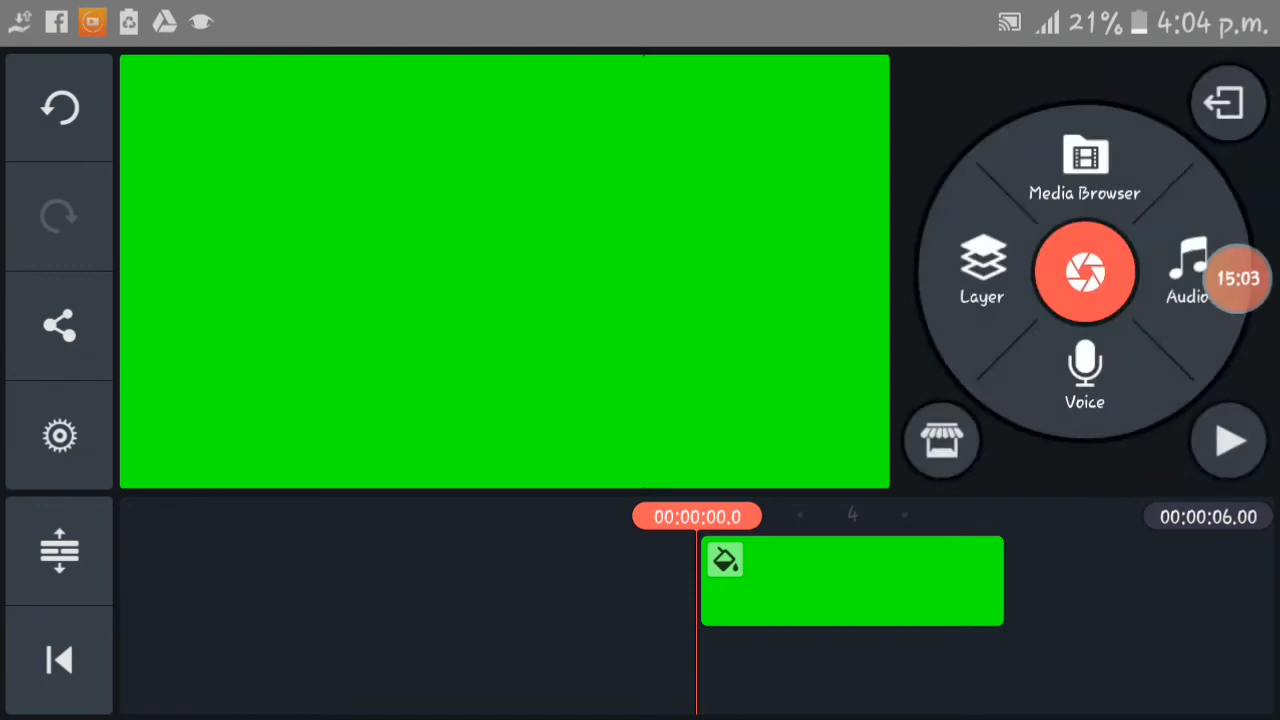 21% 4:04 p.m.
Media Browser
Layer
Audio
15:03
Voice
00:00:00.0
4
00:00:06.00